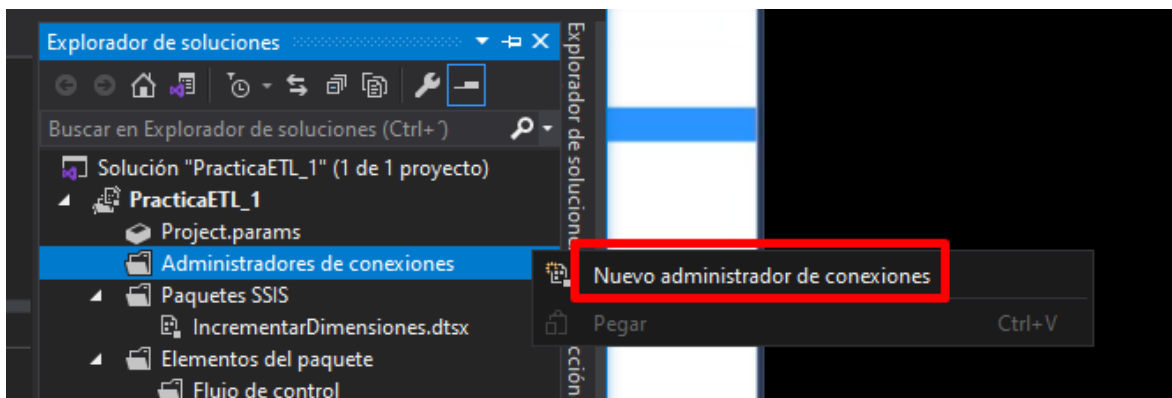 Explorador de soluciones
Buscar en Explorador de soluciones (Ctrl+´)
Solución "PracticaETL_1" (1 de 1 proyecto)
PracticaETL_1
Project.params
Administradores de conexiones
Paquetes SSIS
IncrementarDimensiones.dtsx
Elementos del paquete
Flujo de control
Explorador de soluciones
Nuevo administrador de conexiones
Pegar Ctrl+V